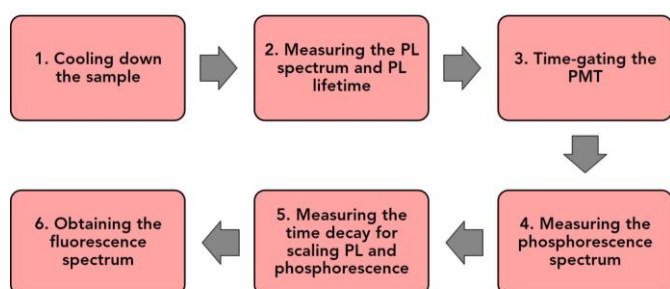 1. Cooling down
the sample
2. Measuring the PL
spectrum and PL
lifetime
3. Time-gating the
PMT
4. Measuring the
phosphorescence
spectrum
5. Measuring the
time decay for
scaling PL and
phosphorescence
6. Obtaining the
fluorescence
spectrum